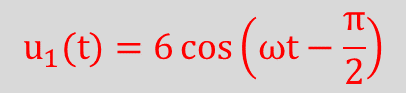 u₁(t) = 6 cos (ωt − π/2)